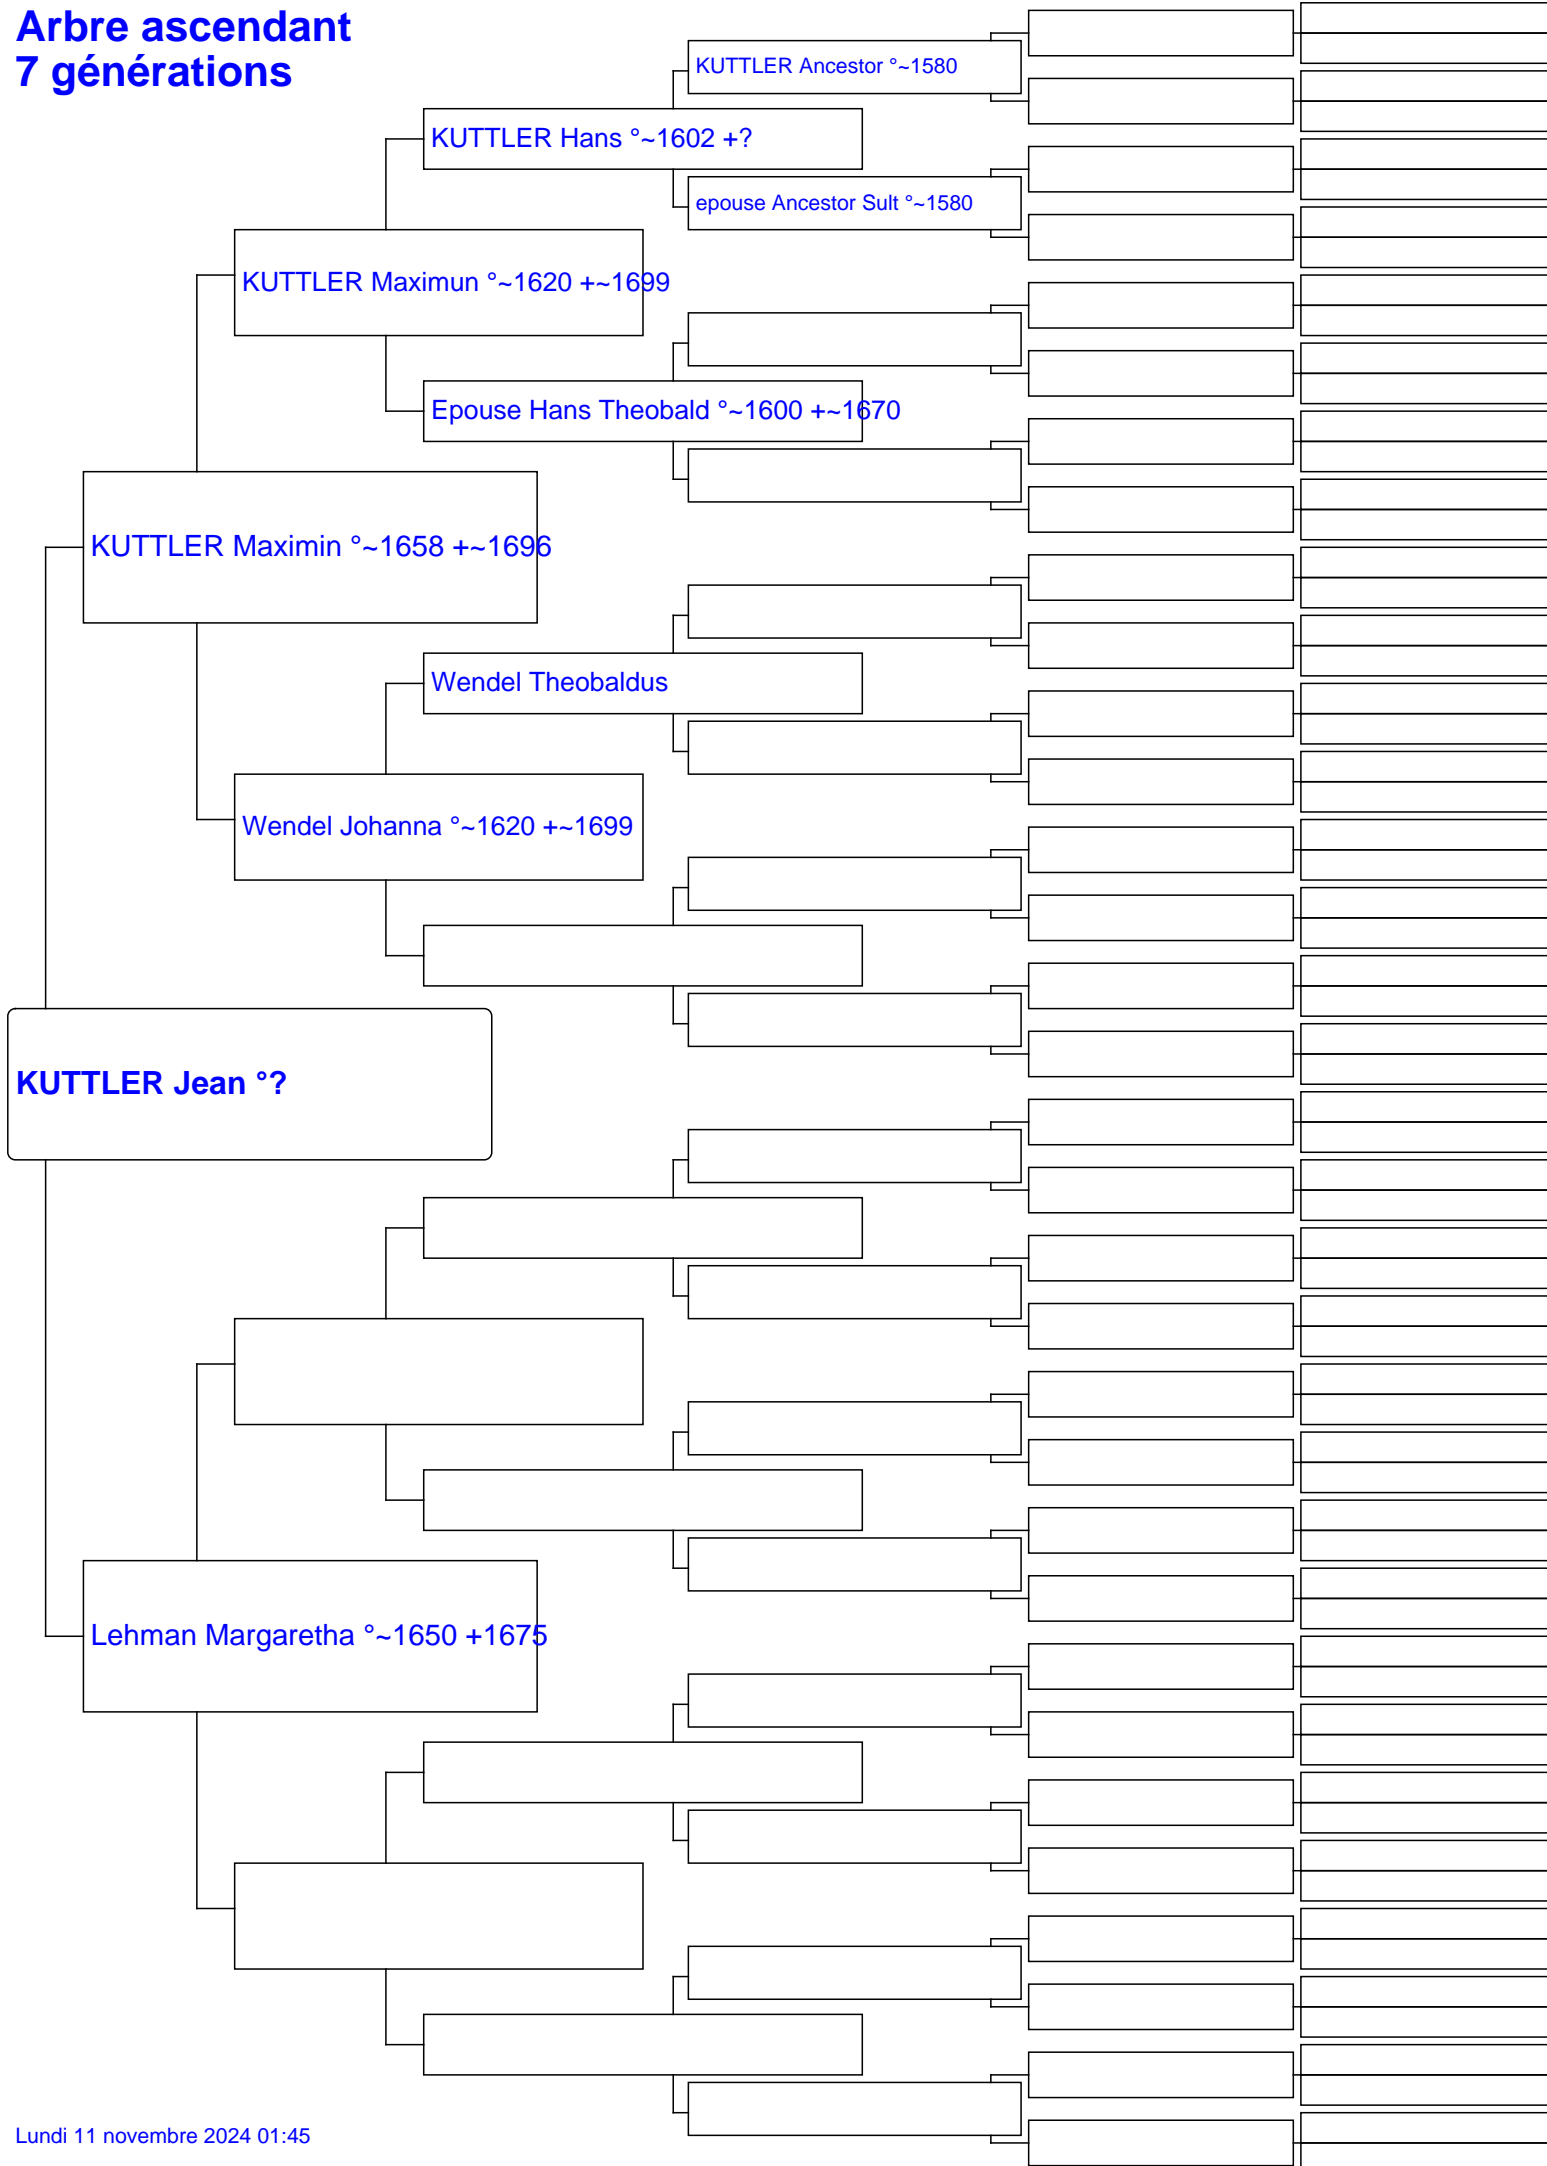 Arbre ascendant
7 générations
KUTTLER Ancestor °~1580
KUTTLER Hans °~1602 +?
epouse Ancestor Sult °~1580
KUTTLER Maximun °~1620 +~1699
Epouse Hans Theobald °~1600 +~1670
KUTTLER Maximin °~1658 +~1696
Wendel Theobaldus
Wendel Johanna °~1620 +~1699
KUTTLER Jean °?
Lehman Margaretha °~1650 +1675
Lundi 11 novembre 2024 01:45